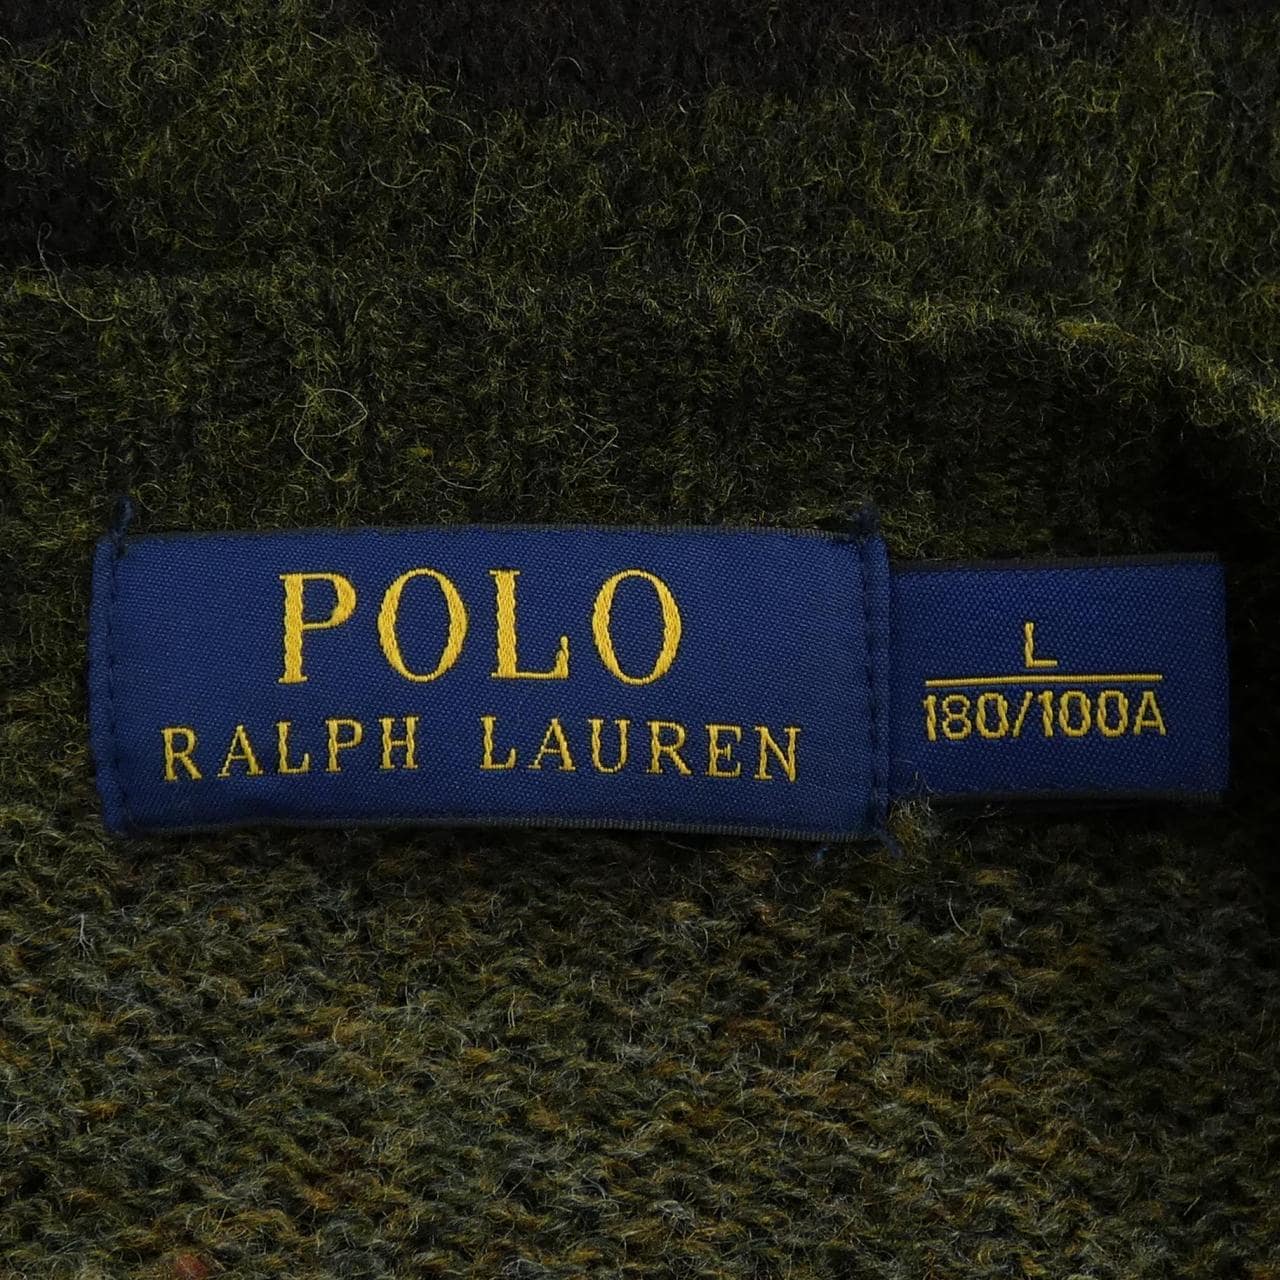 POLO
RALPH LAUREN
L
180/100A